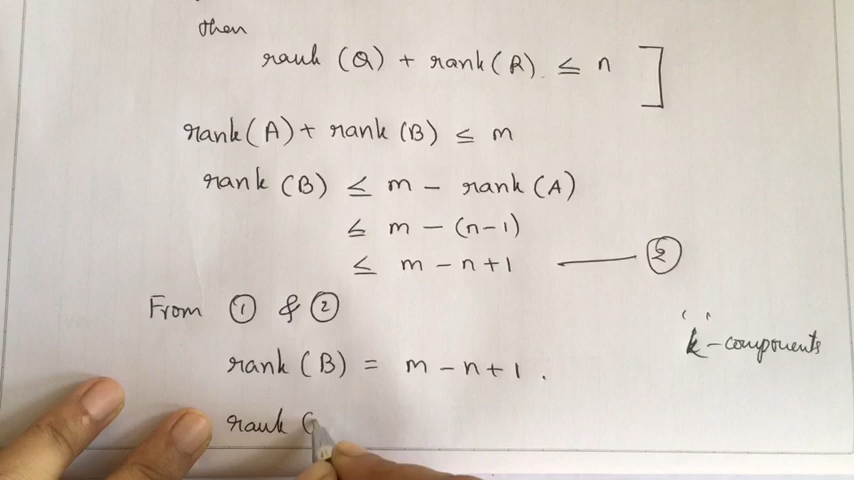 then
rank (Q) + rank (R) ≤ n ]
rank (A) + rank (B) ≤ m
rank (B) ≤ m - rank (A)
≤ m - (n-1)
≤ m - n + 1 —— ②
From ① & ②
k-components
rank (B) = m - n + 1 .
rank (